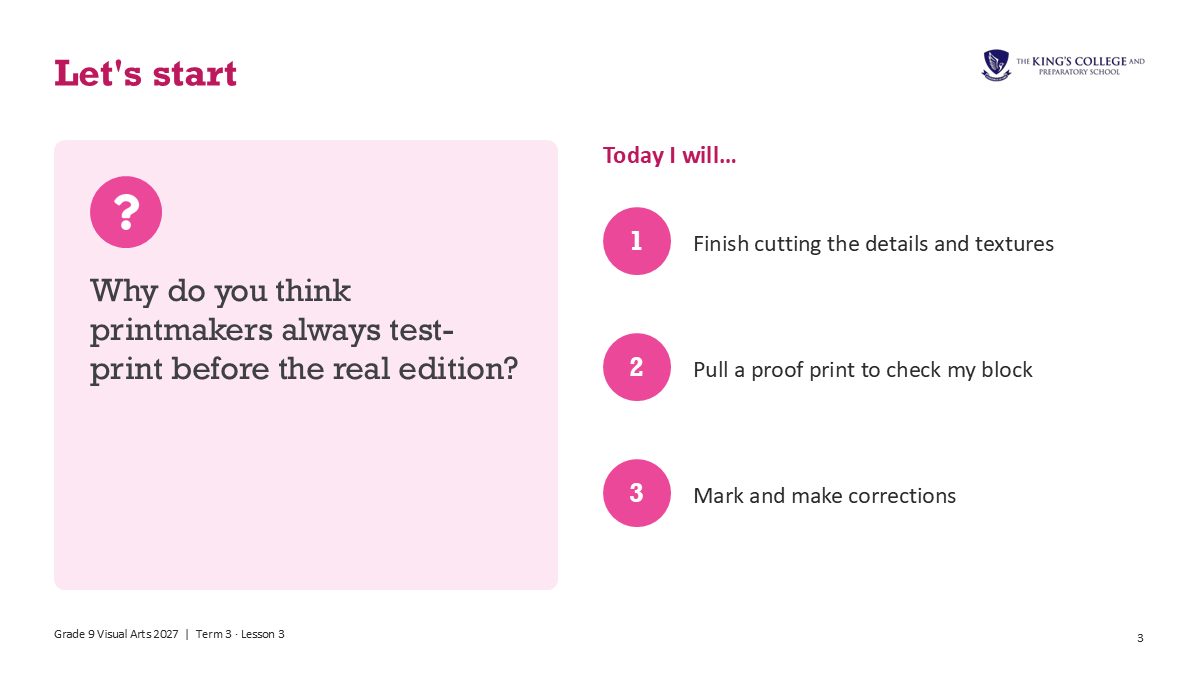 Let's start
THE KING'S COLLEGE AND
PREPARATORY SCHOOL
?
Why do you think
printmakers always test-
print before the real edition?
Today I will...
1
Finish cutting the details and textures
2
Pull a proof print to check my block
3
Mark and make corrections
Grade 9 Visual Arts 2027 | Term 3 · Lesson 3
3